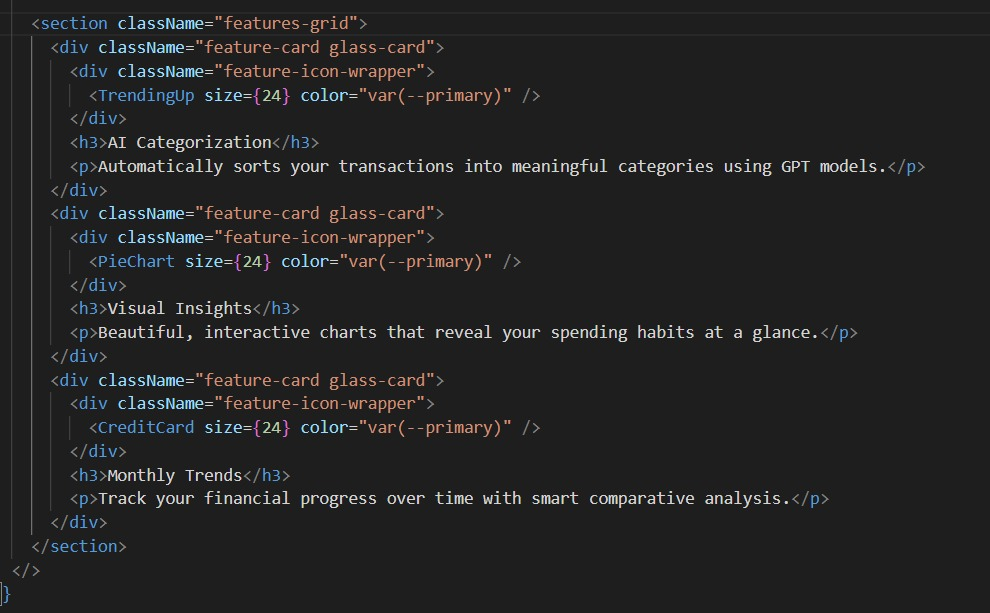 <section className="features-grid">
<div className="feature-card glass-card">
<div className="feature-icon-wrapper">
<TrendingUp size={24} color="var(--primary)" />
</div>
<h3>AI Categorization</h3>
<p>Automatically sorts your transactions into meaningful categories using GPT models.</p>
</div>
<div className="feature-card glass-card">
<div className="feature-icon-wrapper">
<PieChart size={24} color="var(--primary)" />
</div>
<h3>Visual Insights</h3>
<p>Beautiful, interactive charts that reveal your spending habits at a glance.</p>
</div>
<div className="feature-card glass-card">
<div className="feature-icon-wrapper">
<CreditCard size={24} color="var(--primary)" />
</div>
<h3>Monthly Trends</h3>
<p>Track your financial progress over time with smart comparative analysis.</p>
</div>
</section>
</>
}